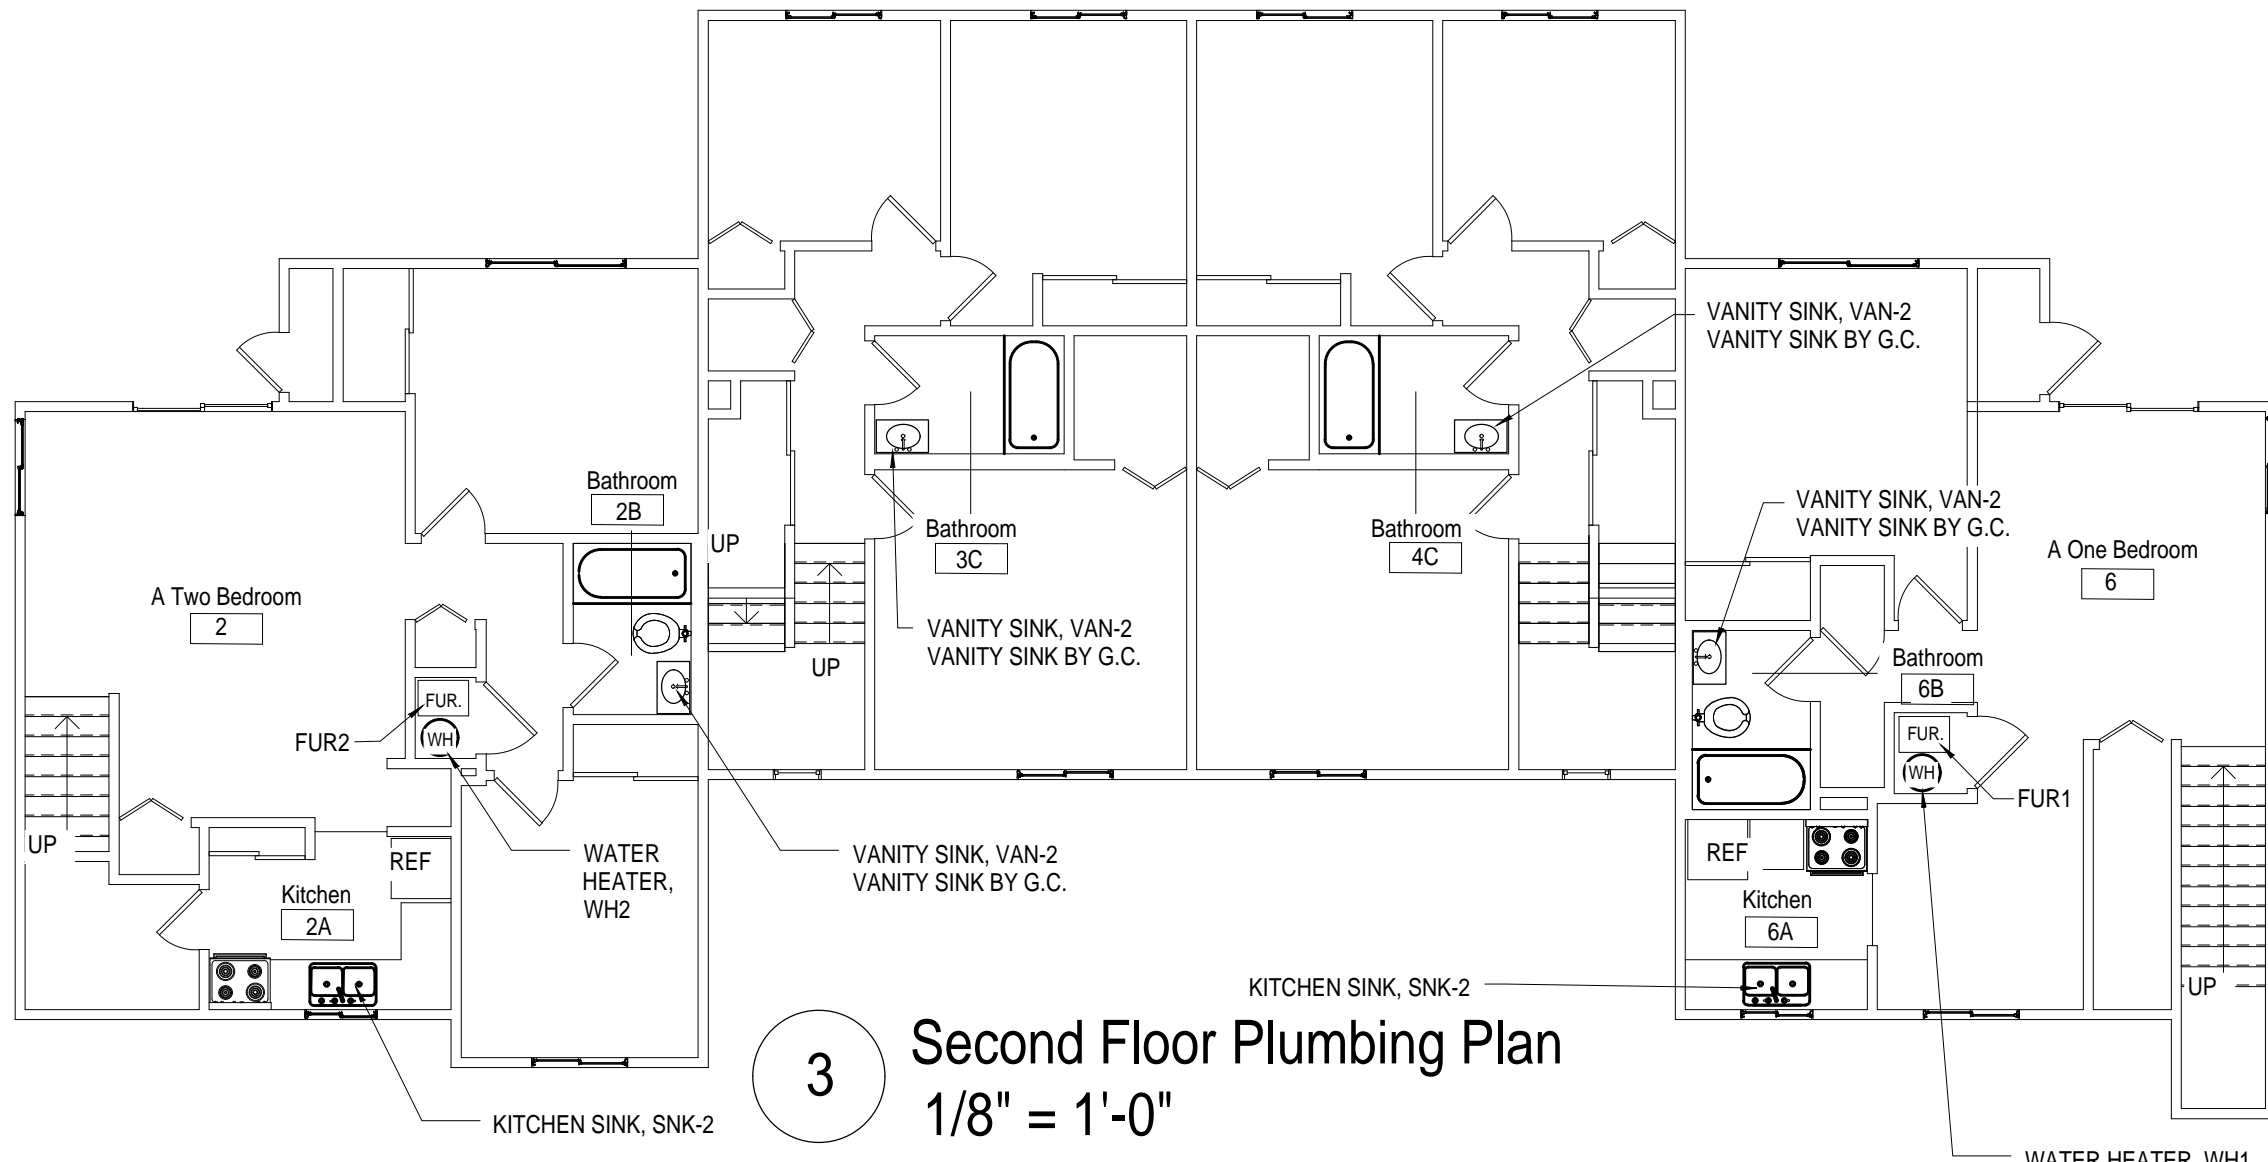 VANITY SINK, VAN-2
VANITY SINK BY G.C.
Bathroom
2B
UP
Bathroom
3C
Bathroom
4C
VANITY SINK, VAN-2
VANITY SINK BY G.C.
A One Bedroom
6
A Two Bedroom
2
VANITY SINK, VAN-2
VANITY SINK BY G.C.
UP
Bathroom
6B
FUR.
FUR2
WH
FUR.
WH
FUR1
UP
REF
WATER
HEATER,
WH2
VANITY SINK, VAN-2
VANITY SINK BY G.C.
REF
Kitchen
2A
Kitchen
6A
KITCHEN SINK, SNK-2
UP
3
Second Floor Plumbing Plan
1/8" = 1'-0"
KITCHEN SINK, SNK-2
WATER HEATER, WH1